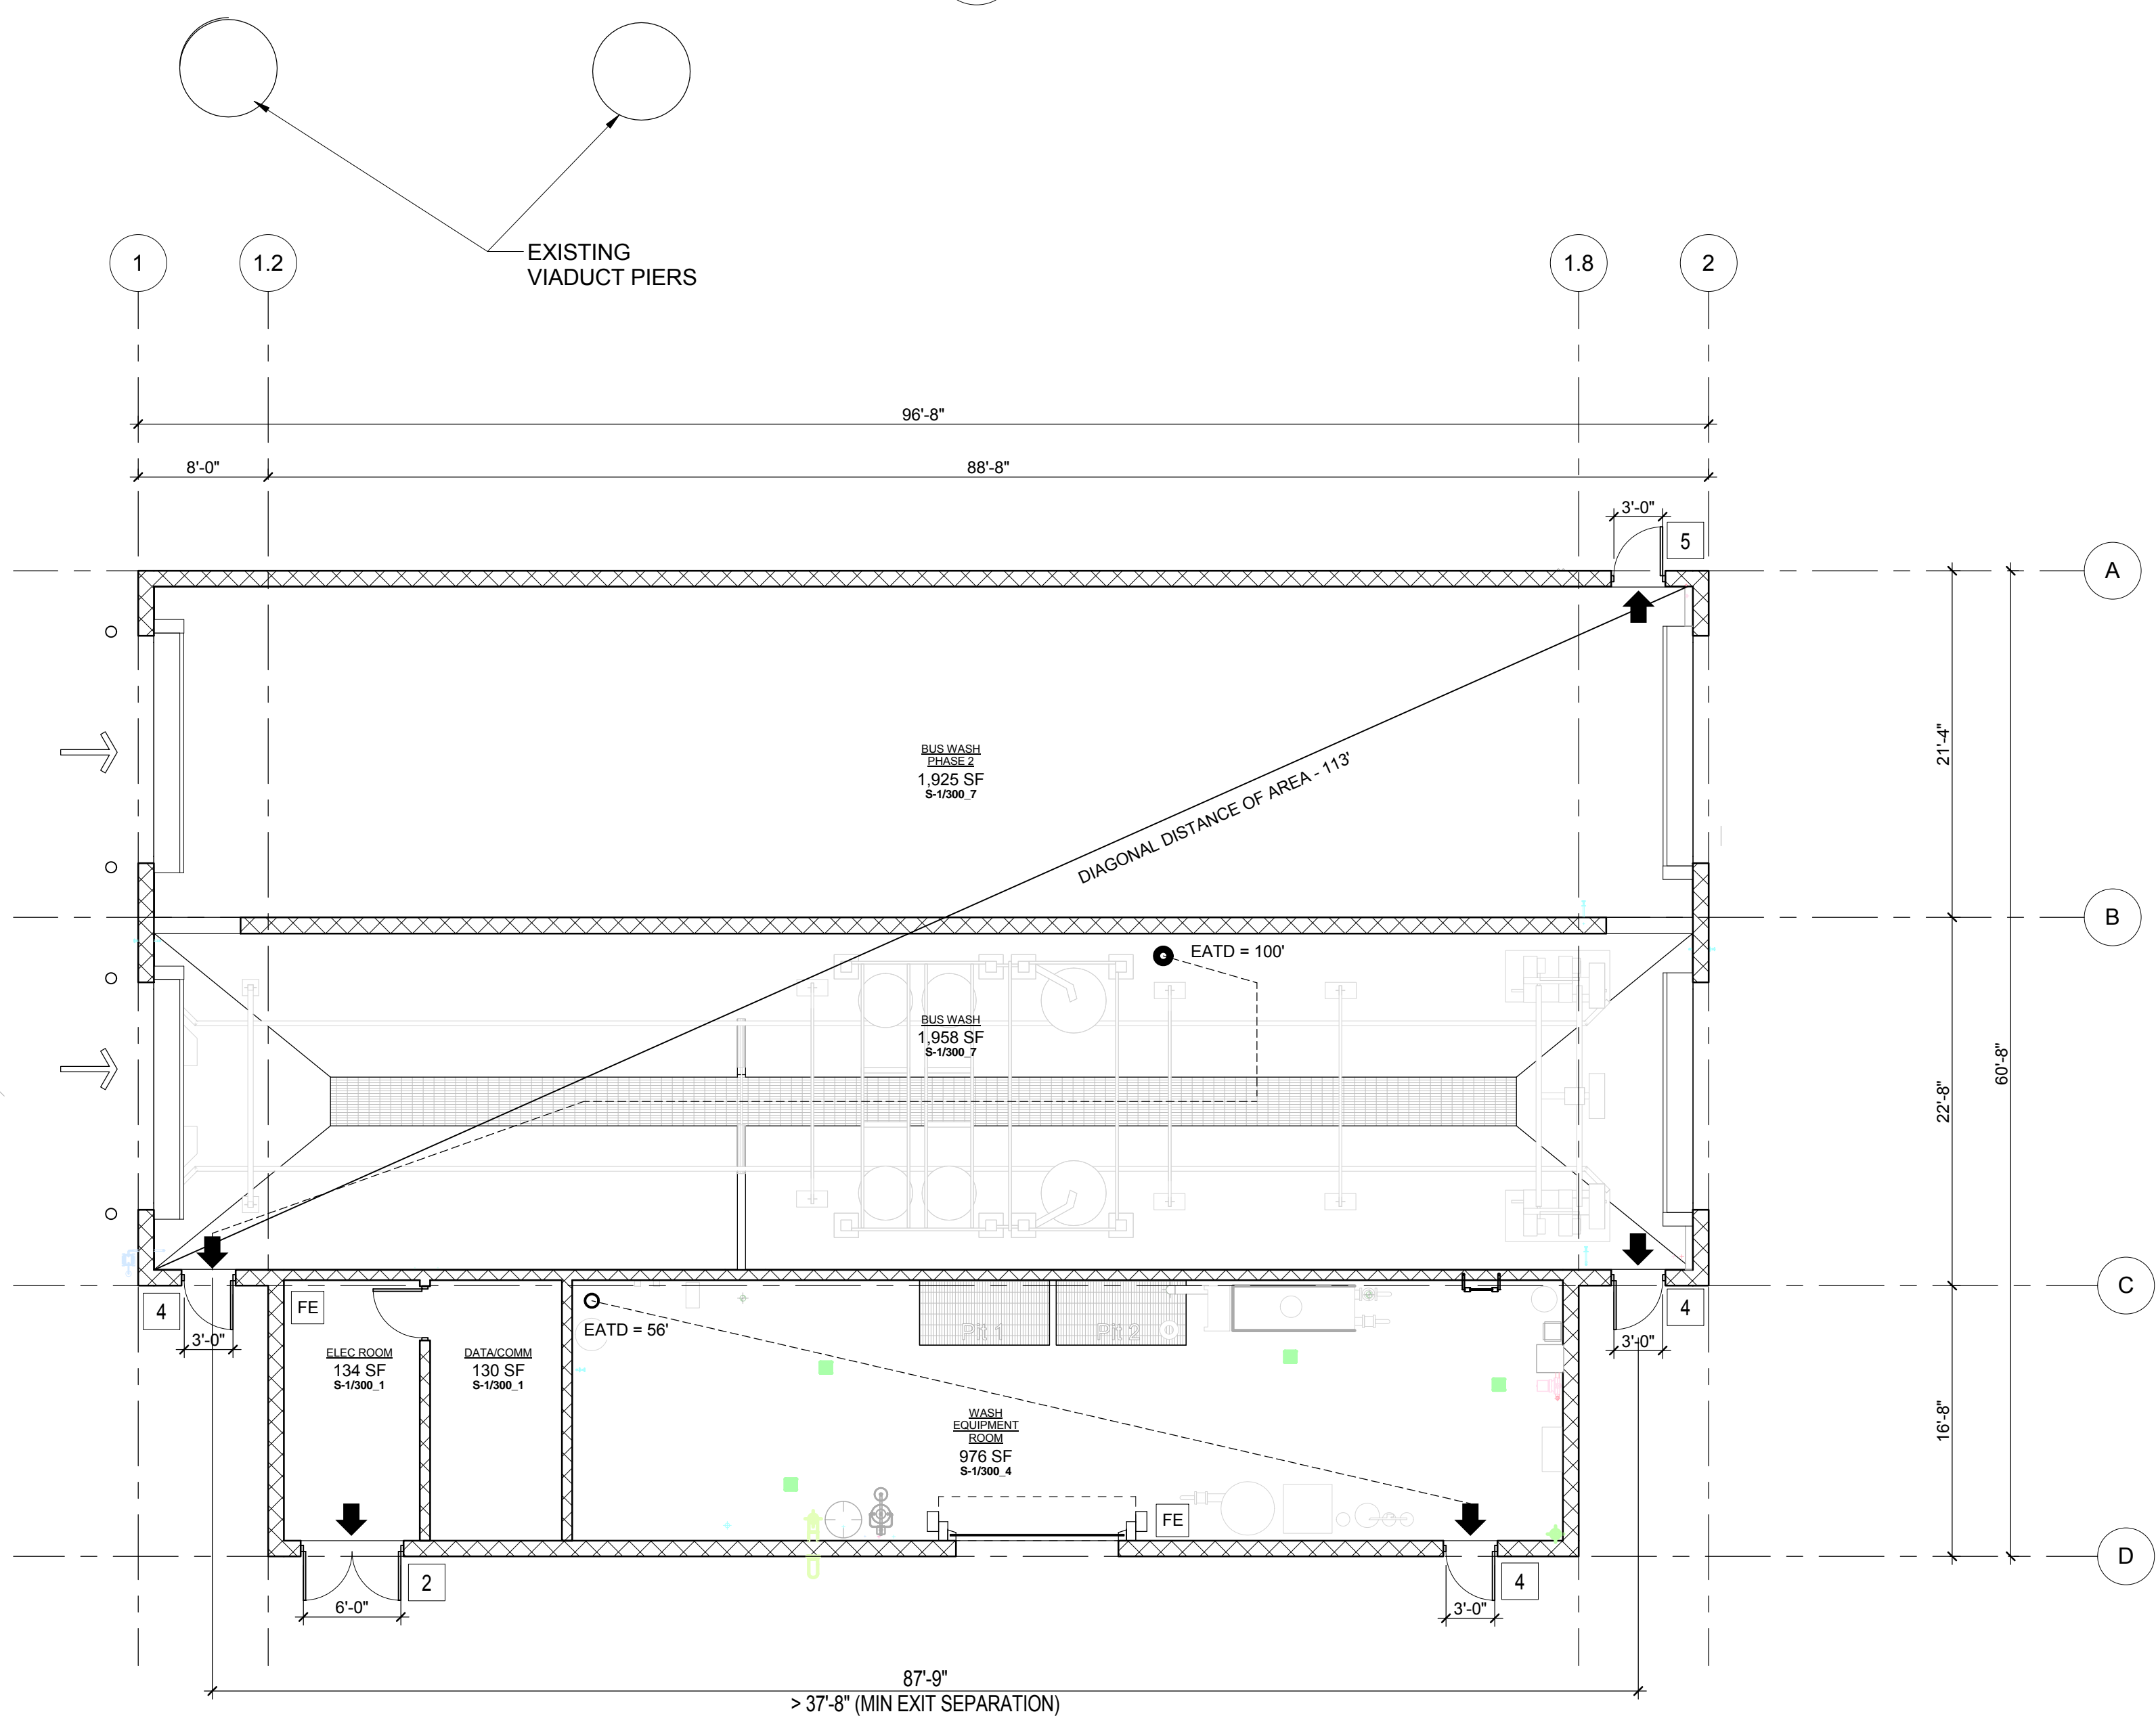 EXISTING
VIADUCT PIERS
1
1.2
1.8
2
96'-8"
8'-0"
88'-8"
3'-0"
5
A
BUS WASH
PHASE 2
1,925 SF
S-1/300_7
21'-4"
DIAGONAL DISTANCE OF AREA - 113'
B
EATD = 100'
BUS WASH
1,958 SF
S-1/300_7
22'-8"
60'-8"
C
4
3'-0"
FE
EATD = 56'
Pit 1
Pit 2
4
3'-0"
ELEC ROOM
134 SF
S-1/300_1
DATA/COMM
130 SF
S-1/300_1
WASH
EQUIPMENT
ROOM
976 SF
S-1/300_4
16'-8"
FE
D
2
6'-0"
4
3'-0"
87'-9"
> 37'-8" (MIN EXIT SEPARATION)